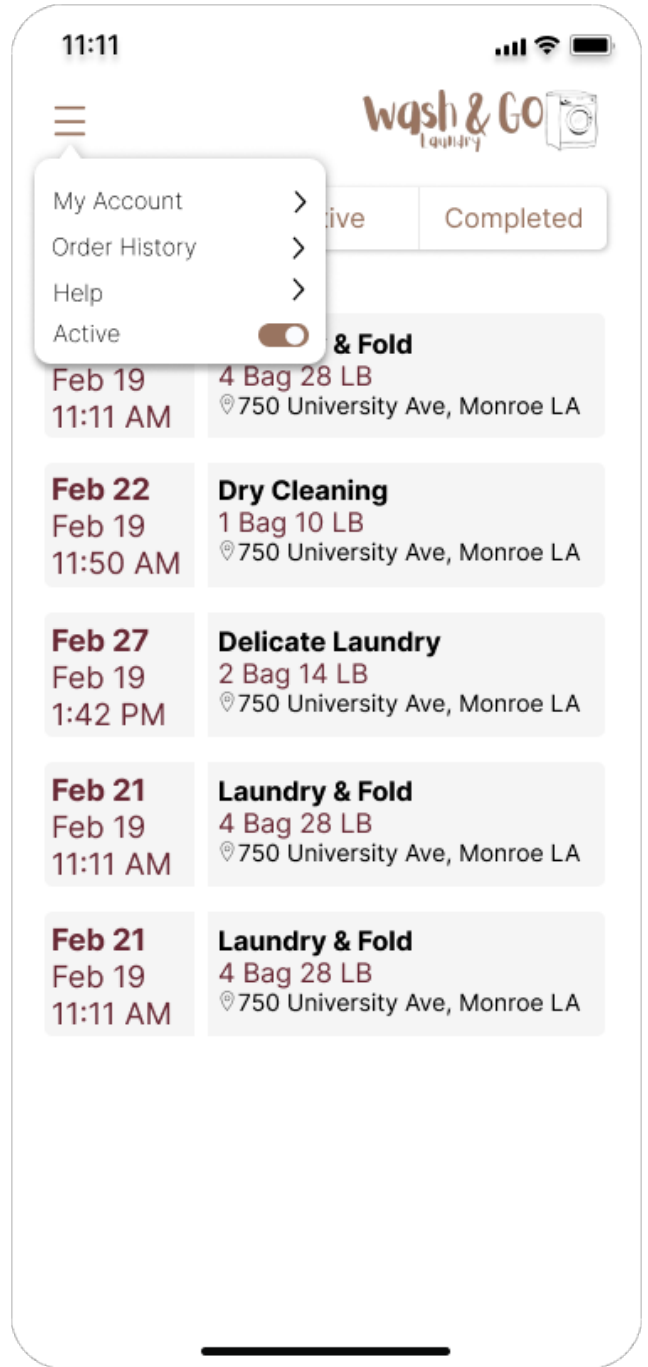 11:11
Wash & GO
Laundry
My Account
Order History
Help
Active
Completed
& Fold
Feb 19
11:11 AM
4 Bag 28 LB
750 University Ave, Monroe LA
Feb 22
Feb 19
11:50 AM
Dry Cleaning
1 Bag 10 LB
750 University Ave, Monroe LA
Feb 27
Feb 19
1:42 PM
Delicate Laundry
2 Bag 14 LB
750 University Ave, Monroe LA
Feb 21
Feb 19
11:11 AM
Laundry & Fold
4 Bag 28 LB
750 University Ave, Monroe LA
Feb 21
Feb 19
11:11 AM
Laundry & Fold
4 Bag 28 LB
750 University Ave, Monroe LA